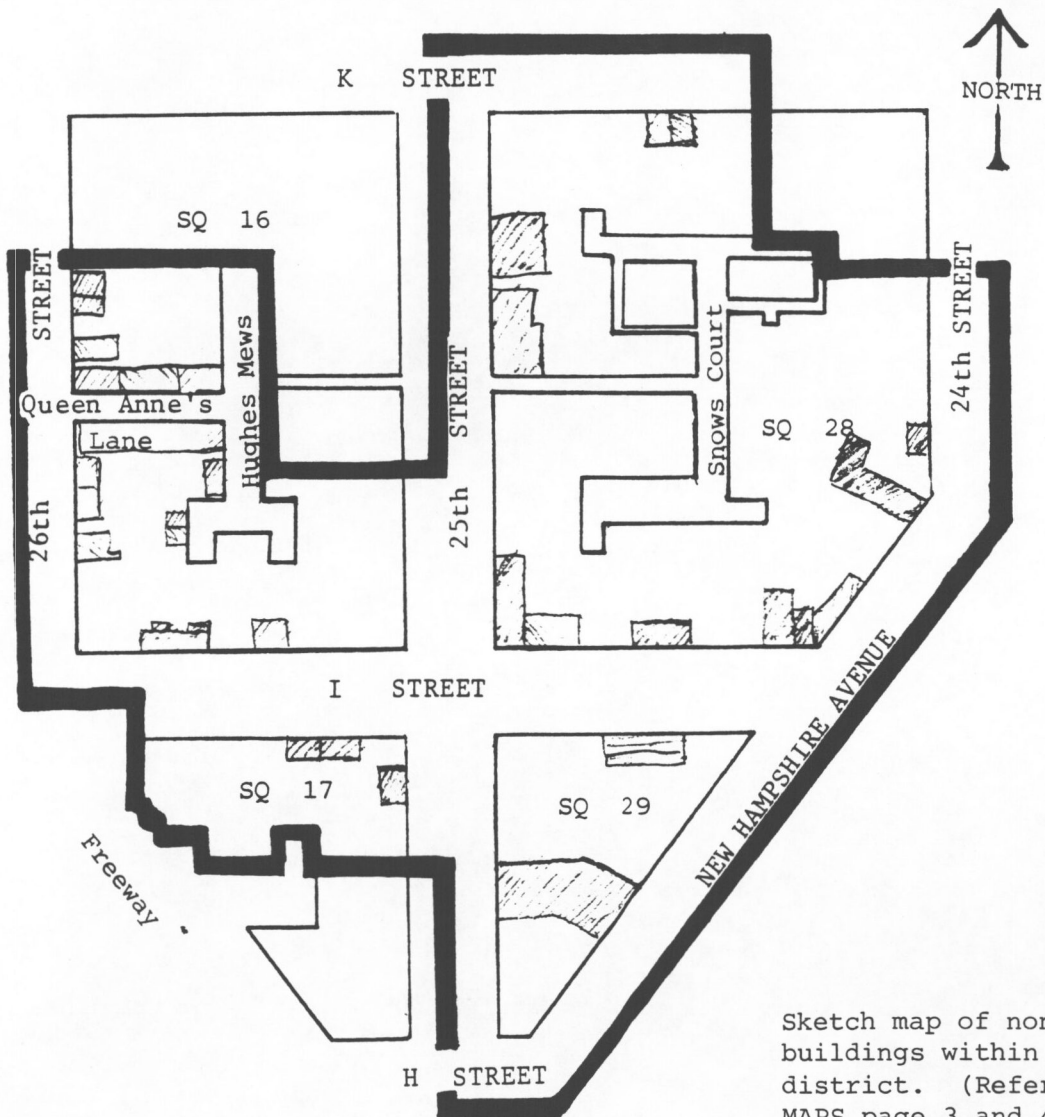 K STREET
NORTH
SQ 16
STREET
Hughes Mews
STREET
Snows Court
24th STREET
Queen Anne's
Lane
SQ 28
26th
25th
I STREET
NEW HAMPSHIRE AVENUE
SQ 17
SQ 29
Freeway
H STREET
Sketch map of
buildings within
district. (Refer
MAPS page 3 and